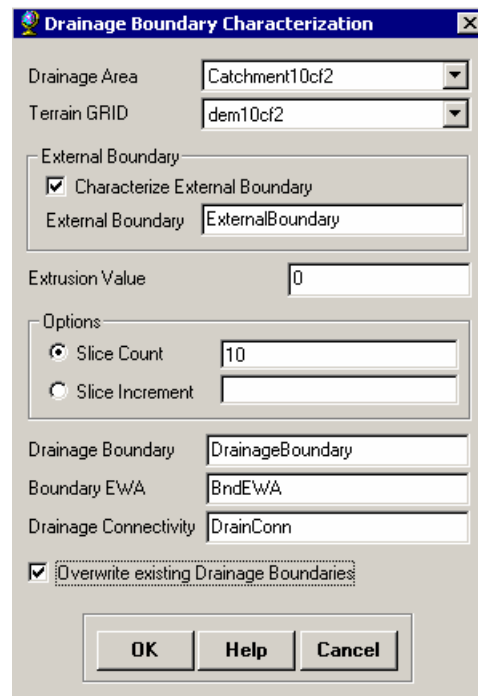 Drainage Boundary Characterization
Drainage Area Catchment10cf2
Terrain GRID dem10cf2
External Boundary
Characterize External Boundary
External Boundary ExternalBoundary
Extrusion Value 0
Options
Slice Count 10
Slice Increment
Drainage Boundary DrainageBoundary
Boundary EWA BndEWA
Drainage Connectivity DrainConn
Overwrite existing Drainage Boundaries
OK Help Cancel